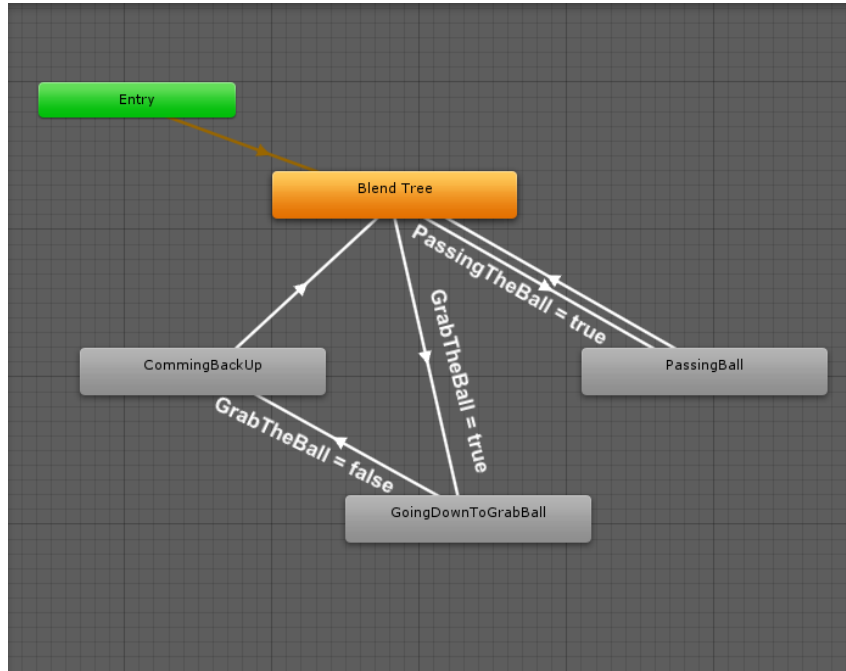 Entry
Blend Tree
PassingTheBall = true
GrabTheBall = true
CommingBackUp
PassingBall
GrabTheBall = false
GoingDownToGrabBall